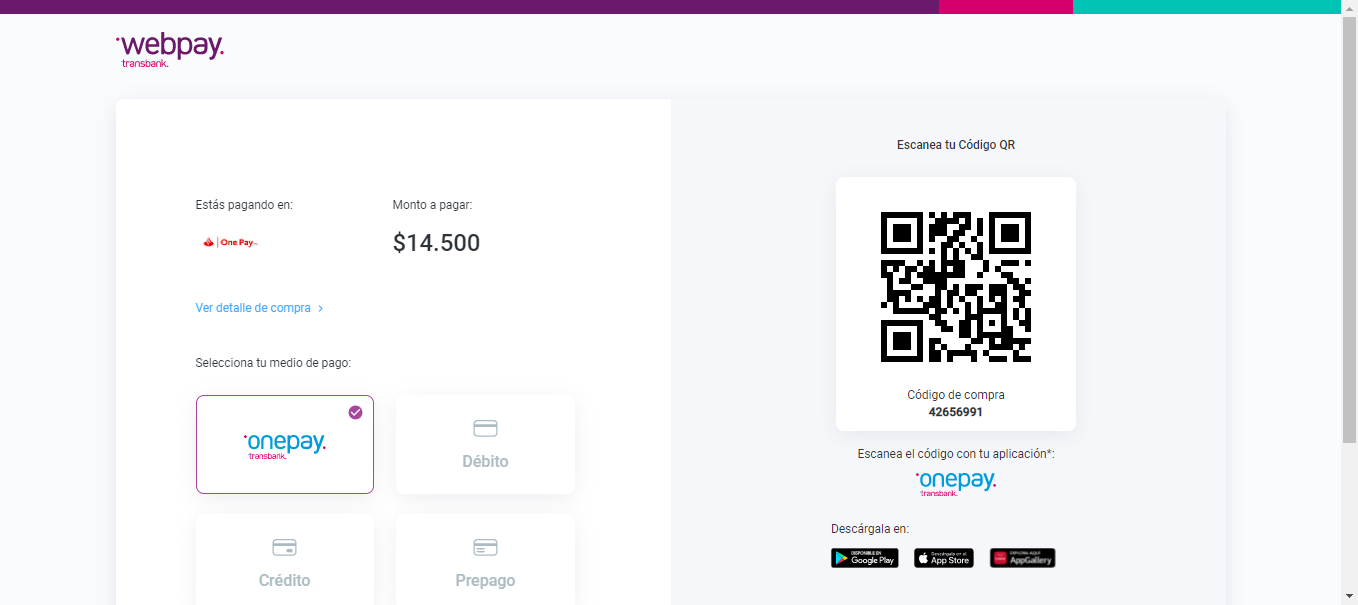 webpay.
transbank.
Estás pagando en:
One Pay
Monto a pagar:
$14.500
Ver detalle de compra
Selecciona tu medio de pago:
onepay.
transbank.
Débito
Crédito
Prepago
Escanea tu Código QR
Código de compra
42656991
Escanea el código con tu aplicación*:
onepay.
transbank.
Descárgala en:
DISPONIBLE EN
Google Play
Descárgalo en el
App Store
EXPLORA AQUÍ
AppGallery